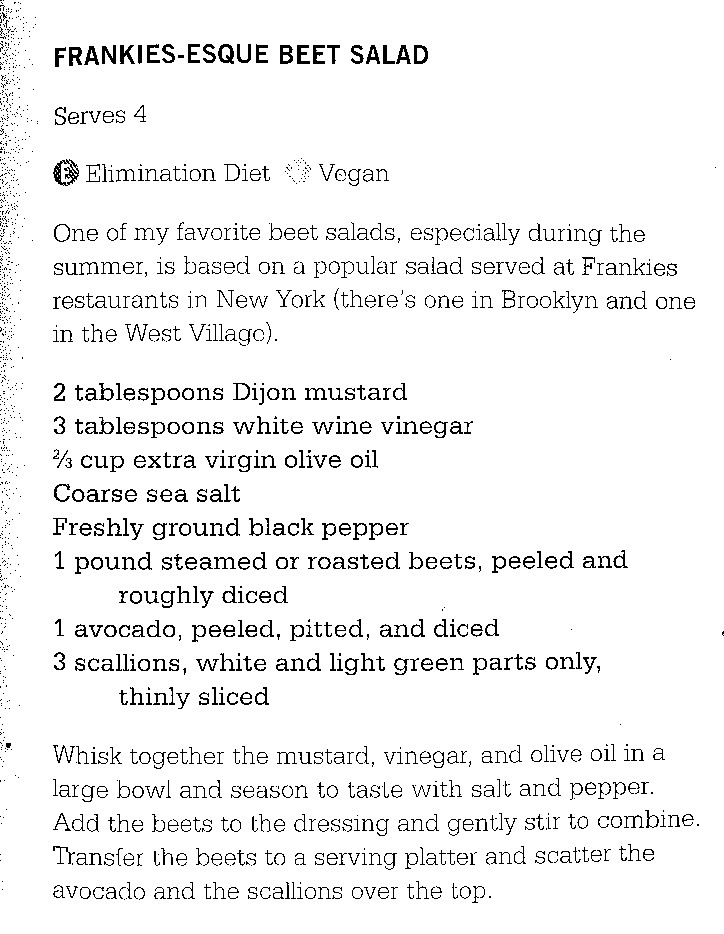 FRANKIES-ESQUE BEET SALAD
Serves 4
E Elimination Diet Vegan
One of my favorite beet salads, especially during the
summer, is based on a popular salad served at Frankies
restaurants in New York (there's one in Brooklyn and one
in the West Village).
2 tablespoons Dijon mustard
3 tablespoons white wine vinegar
⅔ cup extra virgin olive oil
Coarse sea salt
Freshly ground black pepper
1 pound steamed or roasted beets, peeled and
roughly diced
1 avocado, peeled, pitted, and diced
3 scallions, white and light green parts only,
thinly sliced
Whisk together the mustard, vinegar, and olive oil in a
large bowl and season to taste with salt and pepper.
Add the beets to the dressing and gently stir to combine.
Transfer the beets to a serving platter and scatter the
avocado and the scallions over the top.